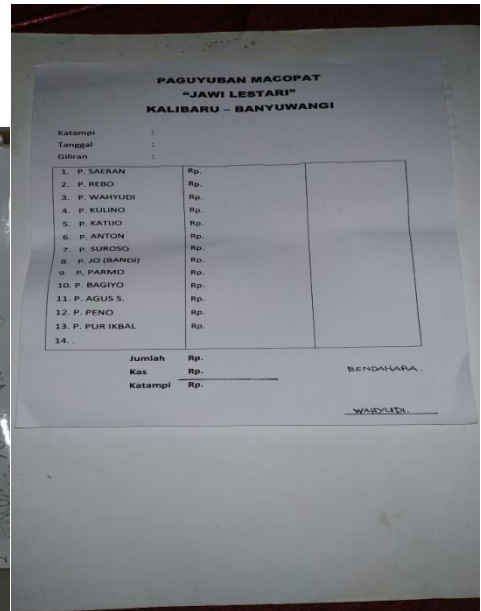 PAGUYUBAN MACOPAT
"JAWI LESTARI"
KALIBARU – BANYUWANGI
Katampi :
Tanggal :
Giliran :
1. P. SAERAN Rp.
2. P. REBO Rp.
3. P. WAHYUDI Rp.
4. P. KULINO Rp.
5. P. KATIJO Rp.
6. P. ANTON Rp.
7. P. SUROSO Rp.
8. P. JO (BANDI) Rp.
9. P. PARMO Rp.
10. P. BAGIYO Rp.
11. P. AGUS S. Rp.
12. P. PENO Rp.
13. P. PUR IKBAL Rp.
14. .
Jumlah Rp.
Kas Rp.
Katampi Rp.
BENDAHARA.
WAHYUDI.